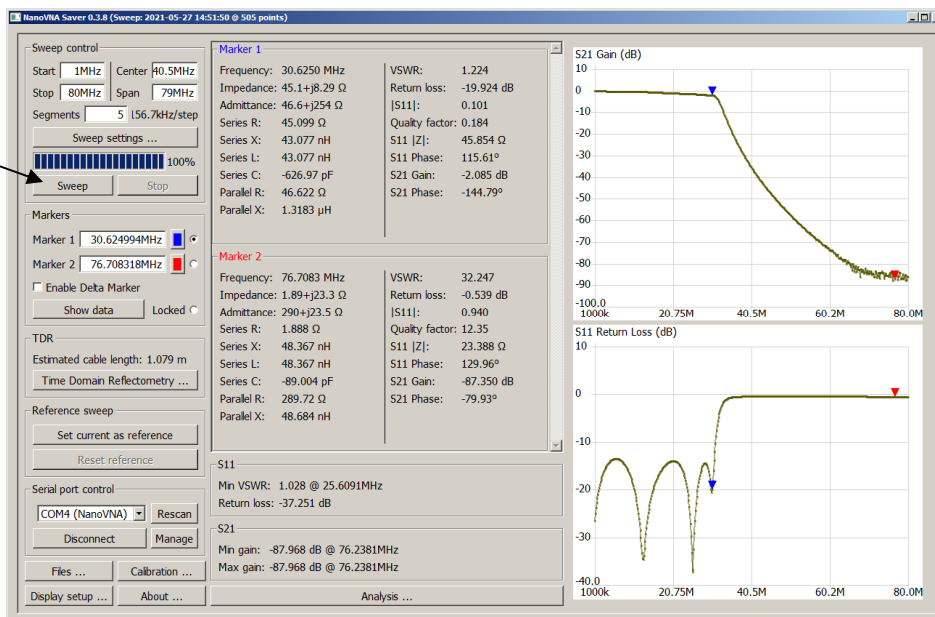 NanoVNA Saver 0.3.8 (Sweep: 2021-05-27 14:51:50 @ 505 points)
Sweep control
Start 1MHz Center 40.5MHz
Stop 80MHz Span 79MHz
Segments 5 156.7kHz/step
Sweep settings ...
100%
Sweep Stop
Markers
Marker 1 30.624994MHz
Marker 2 76.708318MHz
Enable Delta Marker
Show data Locked
TDR
Estimated cable length: 1.079 m
Time Domain Reflectometry ...
Reference sweep
Set current as reference
Reset reference
Serial port control
COM4 (NanoVNA) Rescan
Disconnect Manage
Files ... Calibration ...
Display setup ... About ...
Marker 1
Frequency: 30.6250 MHz VSWR: 1.224
Impedance: 45.1+j8.29 Ω Return loss: -19.924 dB
Admittance: 46.6+j254 Ω |S11|: 0.101
Series R: 45.099 Ω Quality factor: 0.184
Series X: 43.077 nH S11 |Z|: 45.854 Ω
Series L: 43.077 nH S11 Phase: 115.61°
Series C: -626.97 pF S21 Gain: -2.085 dB
Parallel R: 46.622 Ω S21 Phase: -144.79°
Parallel X: 1.3183 μH
Marker 2
Frequency: 76.7083 MHz VSWR: 32.247
Impedance: 1.89+j23.3 Ω Return loss: -0.539 dB
Admittance: 290+j23.5 Ω |S11|: 0.940
Series R: 1.888 Ω Quality factor: 12.35
Series X: 48.367 nH S11 |Z|: 23.388 Ω
Series L: 48.367 nH S11 Phase: 129.96°
Series C: -89.004 pF S21 Gain: -87.350 dB
Parallel R: 289.72 Ω S21 Phase: -79.93°
Parallel X: 48.684 nH
S11
Min VSWR: 1.028 @ 25.6091MHz
Return loss: -37.251 dB
S21
Min gain: -87.968 dB @ 76.2381MHz
Max gain: -87.968 dB @ 76.2381MHz
Analysis ...
S21 Gain (dB)
10
0
-10
-20
-30
-40
-50
-60
-70
-80
-90
-100.0
1000k 20.75M 40.5M 60.2M 80.0M
S11 Return Loss (dB)
10
0
-10
-20
-30
-40.0
1000k 20.75M 40.5M 60.2M 80.0M